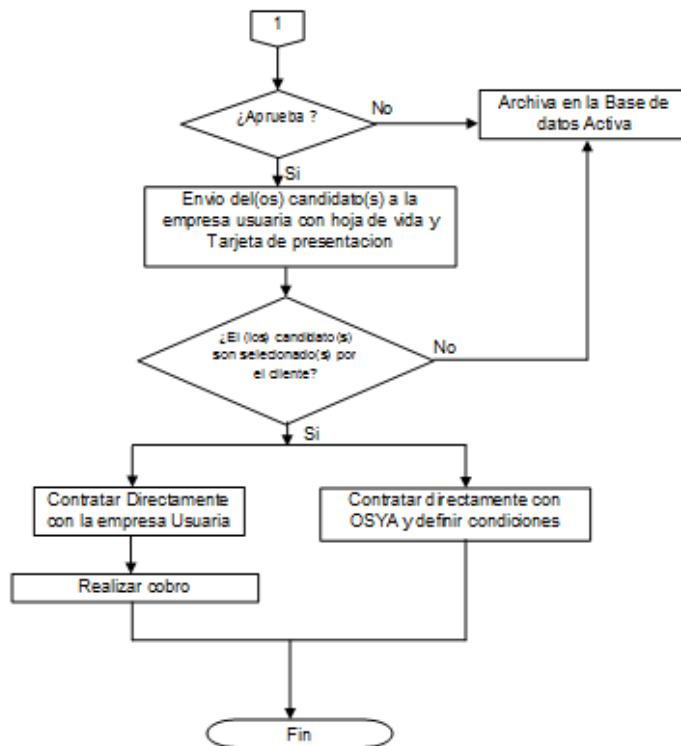 1
¿Aprueba ?
No
Archiva en la Base de
datos Activa
Si
Envio del(os) candidato(s) a la
empresa usuaria con hoja de vida y
Tarjeta de presentacion
¿El (los) candidato(s)
son selecionado(s) por
el cliente?
No
Si
Contratar Directamente
con la empresa Usuaria
Contratar directamente con
OSYA y definir condiciones
Realizar cobro
Fin